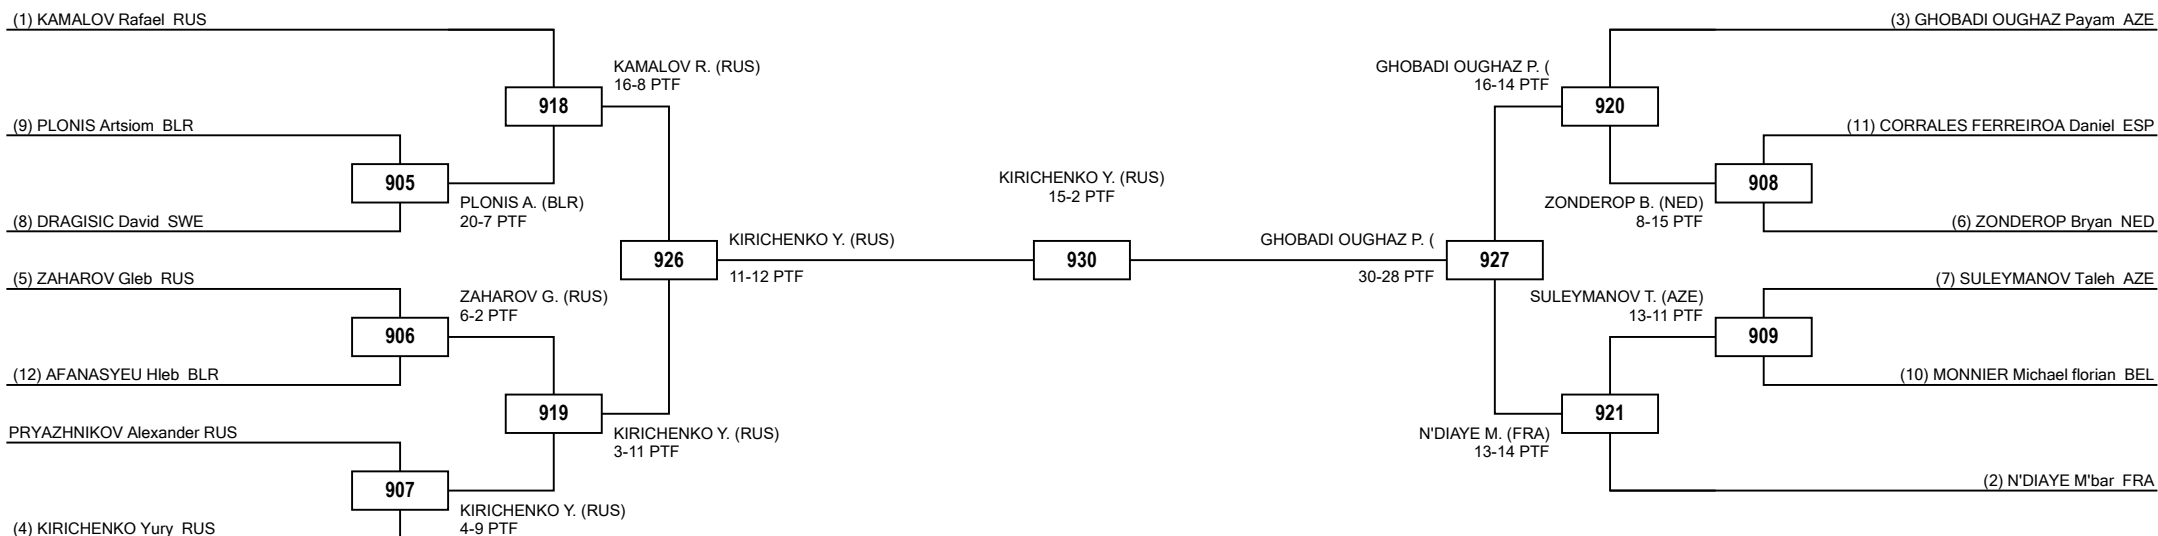 (1) KAMALOV Rafael RUS
(3) GHOBADI OUGHAZ Payam AZE
KAMALOV R. (RUS)
16-8 PTF
GHOBADI OUGHAZ P. (
16-14 PTF
918
920
(9) PLONIS Artsiom BLR
(11) CORRALES FERREIROA Daniel ESP
905
908
KIRICHENKO Y. (RUS)
15-2 PTF
PLONIS A. (BLR)
20-7 PTF
ZONDEROP B. (NED)
8-15 PTF
(8) DRAGISIC David SWE
(6) ZONDEROP Bryan NED
926
KIRICHENKO Y. (RUS)
11-12 PTF
930
GHOBADI OUGHAZ P. (
30-28 PTF
927
(5) ZAHAROV Gleb RUS
(7) SULEYMANOV Taleh AZE
ZAHAROV G. (RUS)
6-2 PTF
SULEYMANOV T. (AZE)
13-11 PTF
906
909
(12) AFANASYEU Hleb BLR
(10) MONNIER Michael florian BEL
919
921
PRYAZHNIKOV Alexander RUS
KIRICHENKO Y. (RUS)
3-11 PTF
N'DIAYE M. (FRA)
13-14 PTF
907
(2) N'DIAYE M'bar FRA
KIRICHENKO Y. (RUS)
4-9 PTF
(4) KIRICHENKO Yury RUS